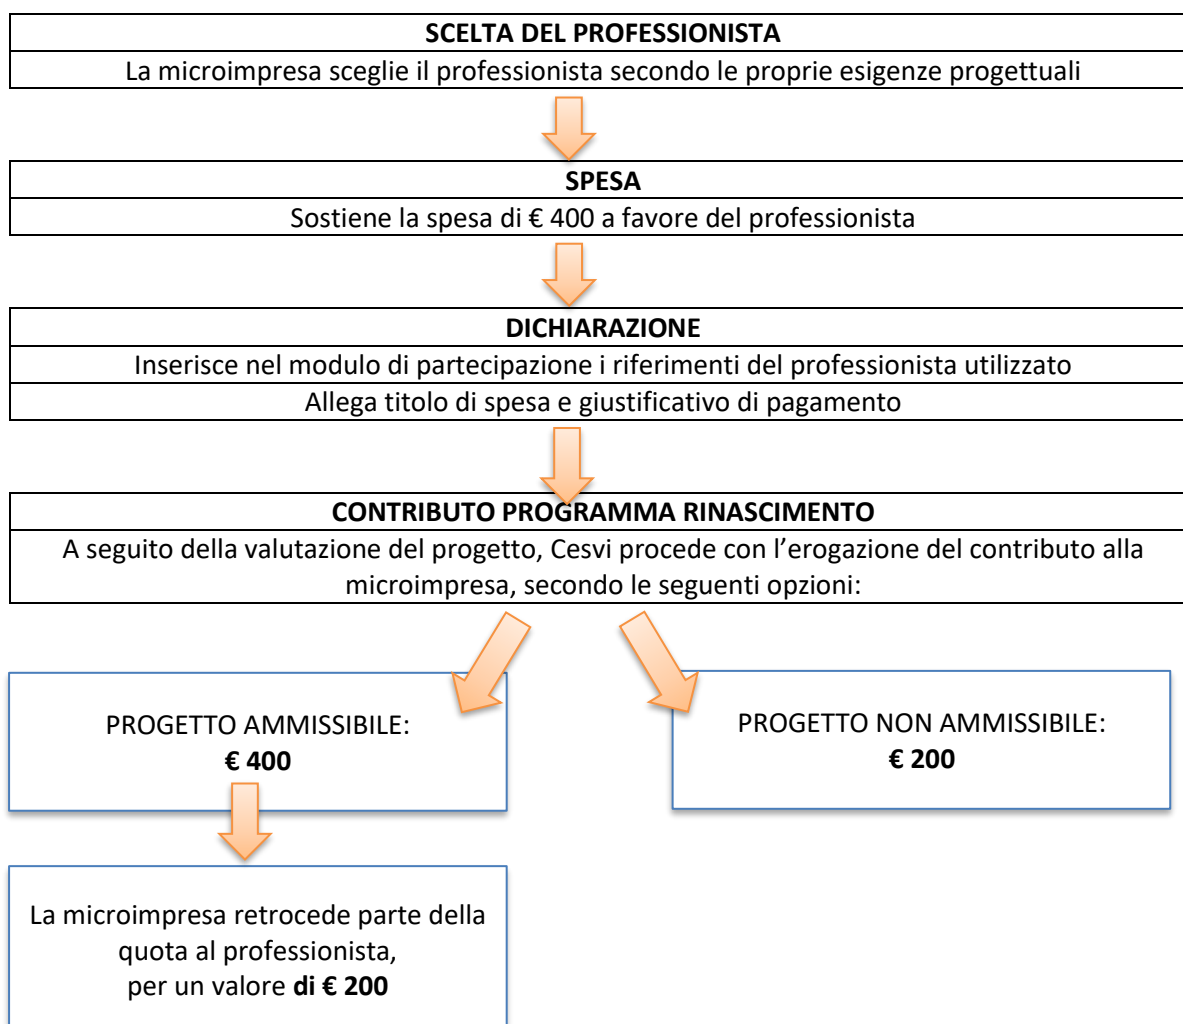 SCELTA DEL PROFESSIONISTA
La microimpresa sceglie il professionista secondo le proprie esigenze progettuali
SPESA
Sostiene la spesa di € 400 a favore del professionista
DICHIARAZIONE
Inserisce nel modulo di partecipazione i riferimenti del professionista utilizzato
Allega titolo di spesa e giustificativo di pagamento
CONTRIBUTO PROGRAMMA RINASCIMENTO
A seguito della valutazione del progetto, Cesvi procede con l’erogazione del contributo alla
microimpresa, secondo le seguenti opzioni:
PROGETTO AMMISSIBILE:
€ 400
PROGETTO NON AMMISSIBILE:
€ 200
La microimpresa retrocede parte della
quota al professionista,
per un valore di € 200